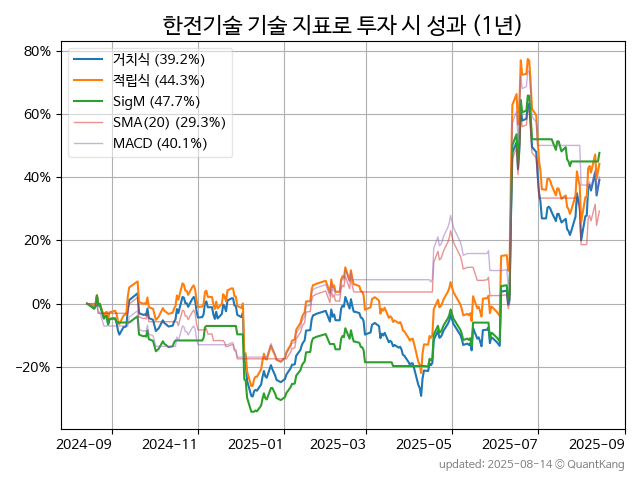 한전기술 기술 지표로 투자 시 성과 (1년)
거치식 (39.2%)
적립식 (44.3%)
SigM (47.7%)
SMA(20) (29.3%)
MACD (40.1%)
80%
60%
40%
20%
0%
−20%
2024-09 2024-11 2025-01 2025-03 2025-05 2025-07 2025-09
updated: 2025-08-14 © QuantKang